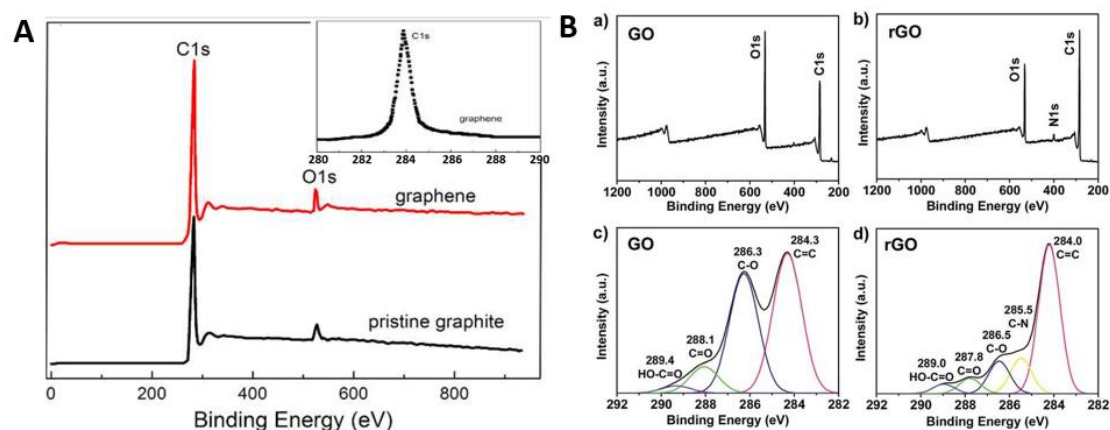 A
C1s
O1s
graphene
pristine graphite
0 200 400 600 800
Binding Energy (eV)
C1s
graphene
280 282 284 286 288 290
B
a)
GO
O1s
C1s
Intensity (a.u.)
1200 1000 800 600 400 200
Binding Energy (eV)
b)
rGO
O1s
N1s
C1s
Intensity (a.u.)
1200 1000 800 600 400 200
Binding Energy (eV)
c)
GO
289.4
HO-C=O
288.1
C=O
286.3
C-O
284.3
C=C
Intensity (a.u.)
292 290 288 286 284 282
Binding Energy (eV)
d)
rGO
289.0
HO-C=O
287.8
C=O
286.5
C-O
285.5
C-N
284.0
C=C
Intensity (a.u.)
292 290 288 286 284 282
Binding Energy (eV)